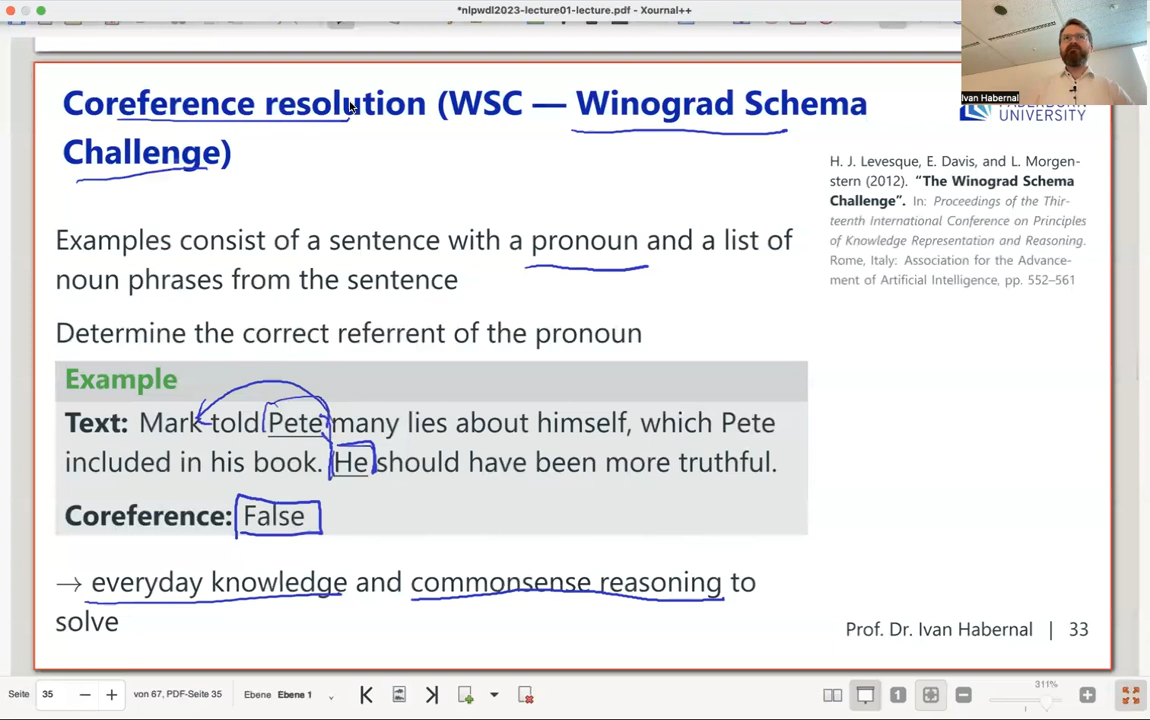 *nlpwdl2023-lecture01-lecture.pdf - Xournal++
Ivan Habernal
UNIVERSITY
Coreference resolution (WSC — Winograd Schema
Challenge)
H. J. Levesque, E. Davis, and L. Morgen-
stern (2012). “The Winograd Schema
Challenge”. In: Proceedings of the Thir-
teenth International Conference on Principles
of Knowledge Representation and Reasoning.
Rome, Italy: Association for the Advance-
ment of Artificial Intelligence, pp. 552–561
Examples consist of a sentence with a pronoun and a list of
noun phrases from the sentence
Determine the correct referrent of the pronoun
Example
Text: Mark told Pete many lies about himself, which Pete
included in his book. He should have been more truthful.
Coreference: False
→ everyday knowledge and commonsense reasoning to
solve
Prof. Dr. Ivan Habernal | 33
Seite 35 von 67, PDF-Seite 35 Ebene Ebene 1 311%